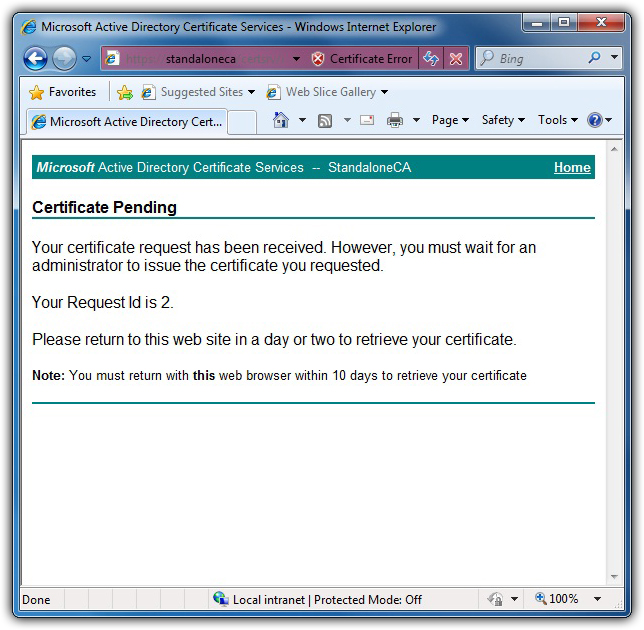 Microsoft Active Directory Certificate Services - Windows Internet Explorer
standaloneca Certificate Error Bing
Favorites Suggested Sites Web Slice Gallery
Microsoft Active Directory Cert... Page Safety Tools
Microsoft Active Directory Certificate Services -- StandaloneCA Home
Certificate Pending
Your certificate request has been received. However, you must wait for an
administrator to issue the certificate you requested.
Your Request Id is 2.
Please return to this web site in a day or two to retrieve your certificate.
Note: You must return with this web browser within 10 days to retrieve your certificate
Done Local intranet | Protected Mode: Off 100%